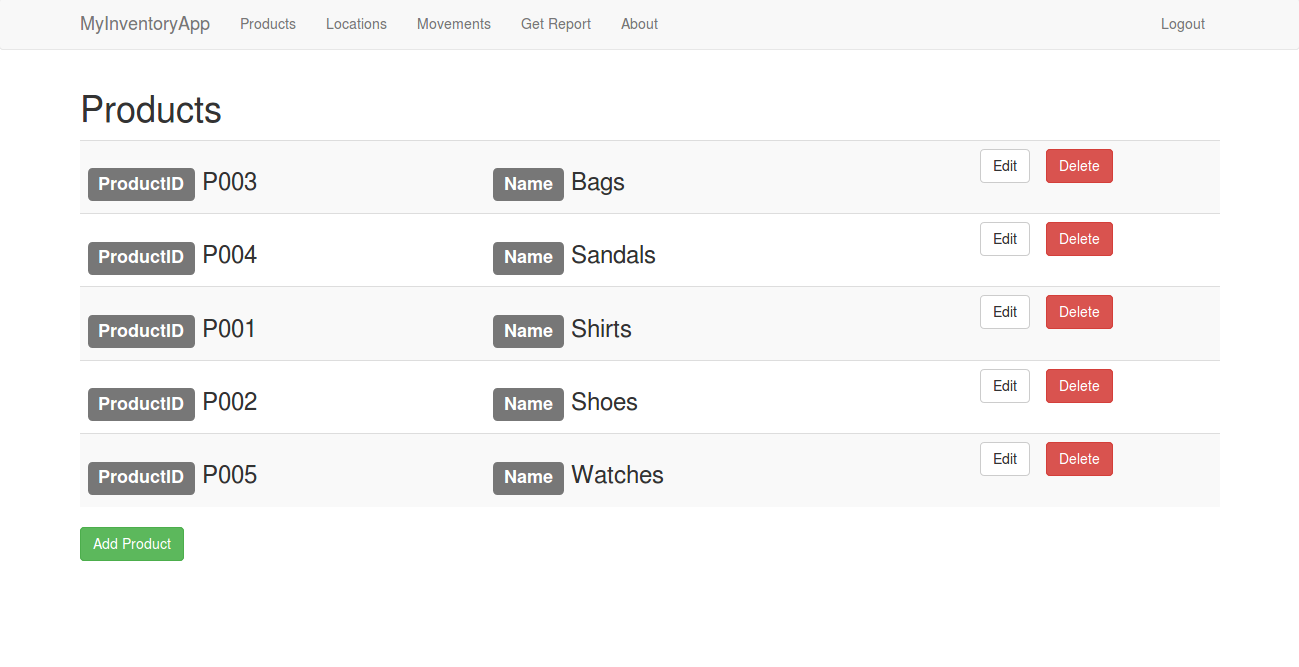 MyInventoryApp Products Locations Movements Get Report About Logout
Products
ProductID P003 Name Bags Edit Delete
ProductID P004 Name Sandals Edit Delete
ProductID P001 Name Shirts Edit Delete
ProductID P002 Name Shoes Edit Delete
ProductID P005 Name Watches Edit Delete
Add Product